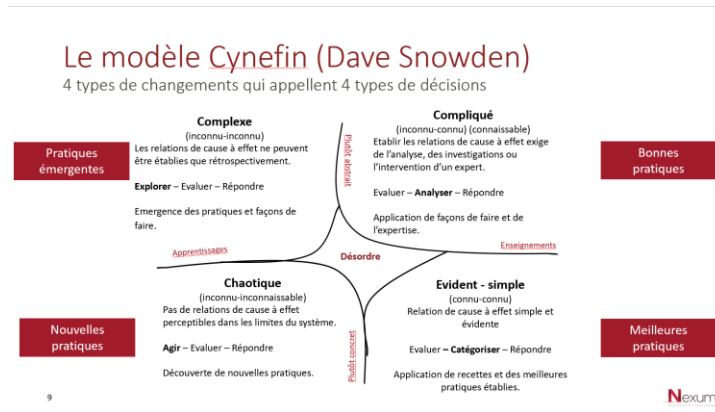 Le modèle Cynefin (Dave Snowden)
4 types de changements qui appellent 4 types de décisions
Pratiques
émergentes
Complexe
(inconnu-inconnu)
Les relations de cause à effet ne peuvent
être établies que rétrospectivement.
Explorer – Evaluer – Répondre
Emergence des pratiques et façons de
faire.
Plutôt abstrait
Compliqué
(inconnu-connu) (connaissable)
Etablir les relations de cause à effet exige
de l'analyse, des investigations ou
l'intervention d'un expert.
Evaluer – Analyser – Répondre
Application de façons de faire et de
l'expertise.
Bonnes
pratiques
Apprentissages
Désordre
Enseignements
Nouvelles
pratiques
Chaotique
(inconnu-inconnaissable)
Pas de relations de cause à effet
perceptibles dans les limites du système.
Agir – Evaluer – Répondre
Découverte de nouvelles pratiques.
Plutôt concret
Evident - simple
(connu-connu)
Relation de cause à effet simple et
évidente
Evaluer – Catégoriser – Répondre
Application de recettes et des meilleures
pratiques établies.
Meilleures
pratiques
9
Nexum